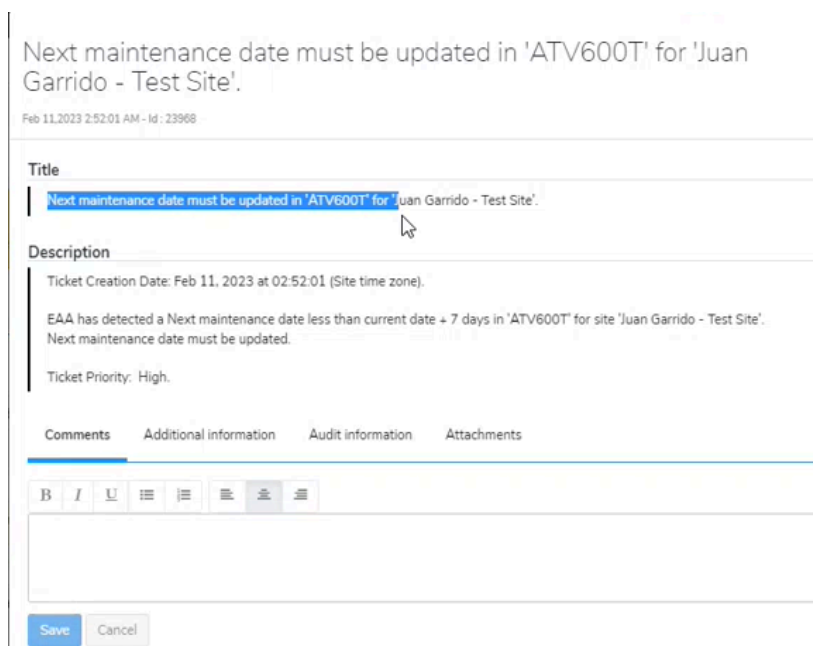 Next maintenance date must be updated in 'ATV600T' for 'Juan
Garrido - Test Site'.
Feb 11,2023 2:52:01 AM - Id : 23968
Title
Next maintenance date must be updated in 'ATV600T' for 'Juan Garrido - Test Site'.
Description
Ticket Creation Date: Feb 11, 2023 at 02:52:01 (Site time zone).
EAA has detected a Next maintenance date less than current date + 7 days in 'ATV600T' for site 'Juan Garrido - Test Site'.
Next maintenance date must be updated.
Ticket Priority: High.
Comments Additional information Audit information Attachments
B I U
Save Cancel